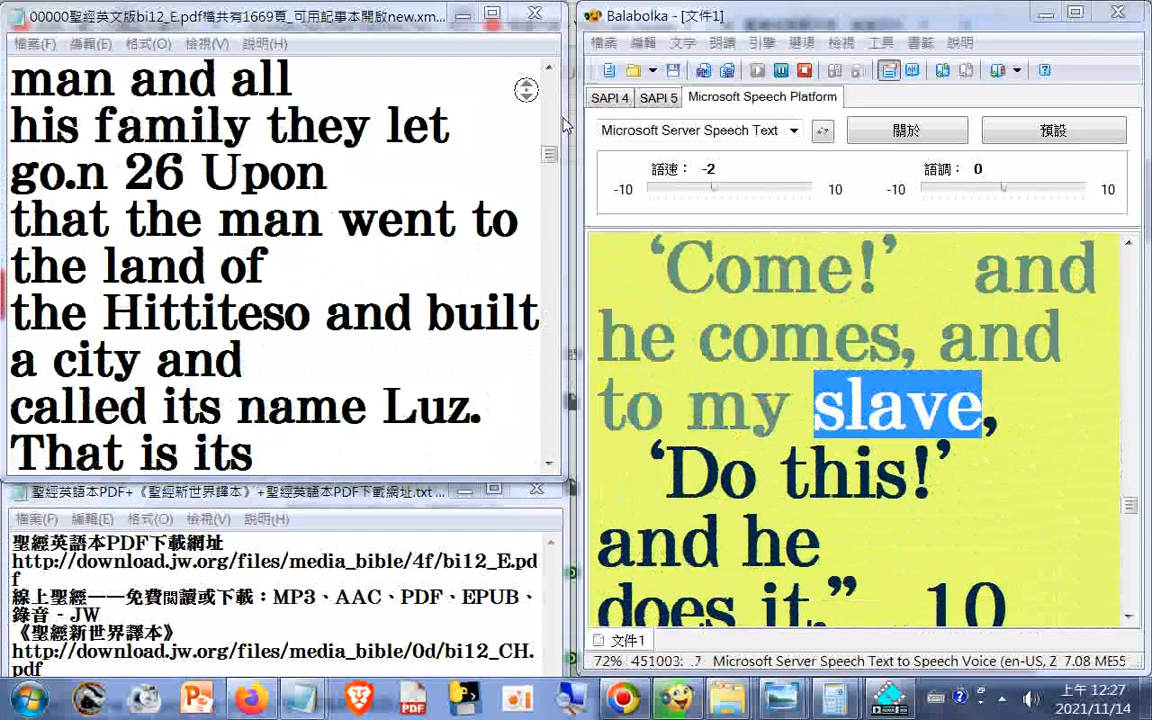 00000聖經英文版bi12_E.pdf檔共有1669頁_可用記事本開啟new.xm...
檔案(F) 編輯(E) 格式(O) 檢視(V) 說明(H)
man and all
his family they let
go.n 26 Upon
that the man went to
the land of
the Hittiteso and built
a city and
called its name Luz.
That is its
聖經英語本PDF+《聖經新世界譯本》+聖經英語本PDF下載網址.txt ...
檔案(F) 編輯(E) 格式(O) 檢視(V) 說明(H)
聖經英語本PDF下載網址
http://download.jw.org/files/media_bible/4f/bi12_E.pd
f
線上聖經——免費閱讀或下載：MP3、AAC、PDF、EPUB、
錄音 - JW
《聖經新世界譯本》
http://download.jw.org/files/media_bible/0d/bi12_CH.
pdf
Balabolka - [文件1]
檔案 編輯 文字 朗讀 引擎 選項 檢視 工具 書籤 說明
SAPI 4 SAPI 5 Microsoft Speech Platform
Microsoft Server Speech Text 關於 預設
語速： -2 語調： 0
-10 10 -10 10
‘Come!’ and
he comes, and
to my slave,
‘Do this!’
and he
does it.” 10
文件1
72% 451003: .7 Microsoft Server Speech Text to Speech Voice (en-US, Z 7.08 ME55
上午 12:27
2021/11/14